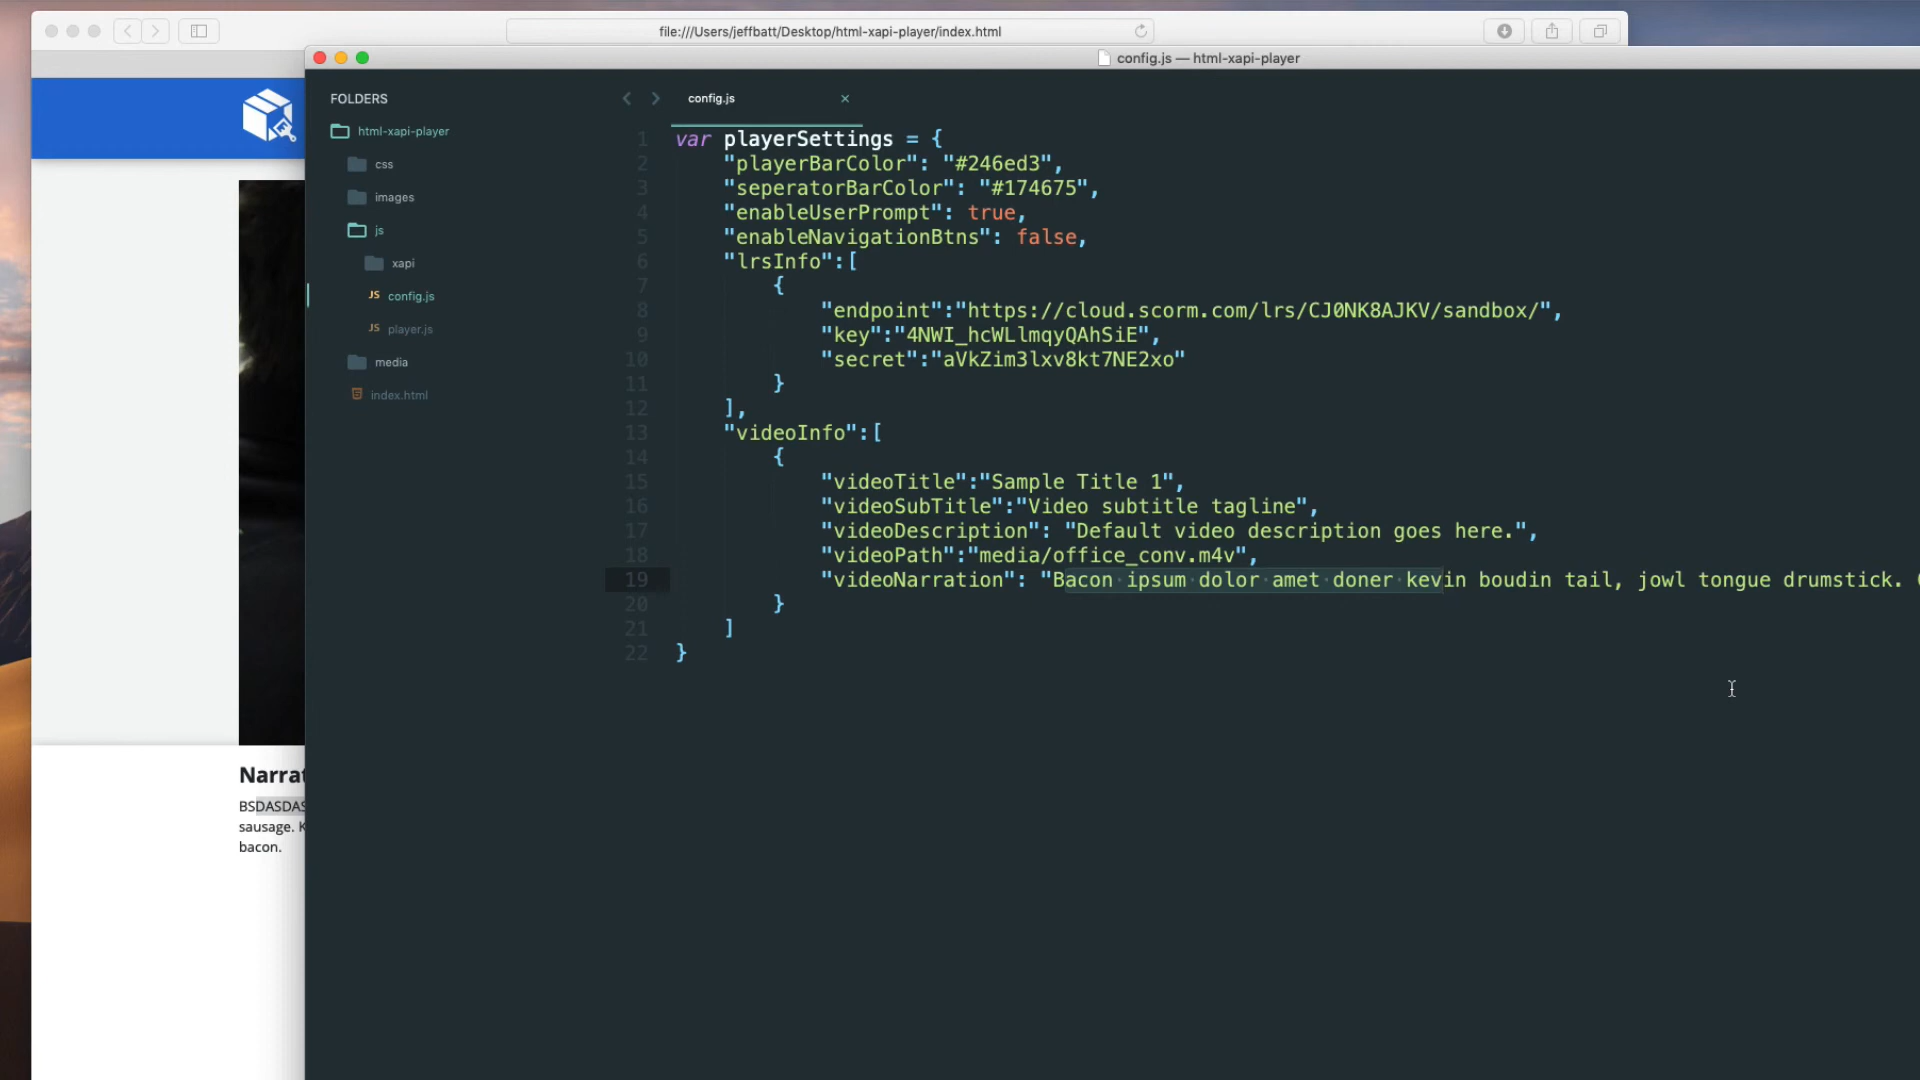 file:///Users/jeffbatt/Desktop/html-xapi-player/index.html
config.js — html-xapi-player
FOLDERS
html-xapi-player
css
images
js
xapi
config.js
player.js
media
index.html
config.js
1 var playerSettings = {
2 "playerBarColor": "#246ed3",
3 "seperatorBarColor": "#174675",
4 "enableUserPrompt": true,
5 "enableNavigationBtns": false,
6 "lrsInfo":[
7 {
8 "endpoint":"https://cloud.scorm.com/lrs/CJ0NK8AJKV/sandbox/",
9 "key":"4NWI_hcWLlmqyQAhSiE",
10 "secret":"aVkZim3lxv8kt7NE2xo"
11 }
12 ],
13 "videoInfo":[
14 {
15 "videoTitle":"Sample Title 1",
16 "videoSubTitle":"Video subtitle tagline",
17 "videoDescription": "Default video description goes here.",
18 "videoPath":"media/office_conv.m4v",
19 "videoNarration": "Bacon ipsum dolor amet doner kevin boudin tail, jowl tongue drumstick.
20 }
21 ]
22 }
Narrat
BSDASDAS
sausage. K
bacon.